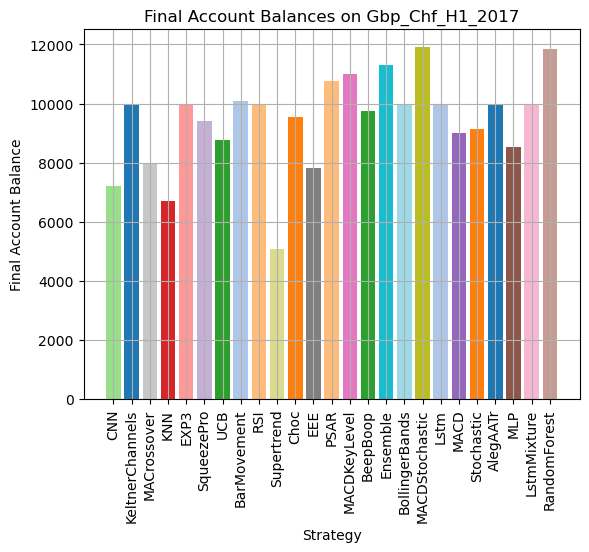 Final Account Balances on Gbp_Chf_H1_2017
Final Account Balance
12000
10000
8000
6000
4000
2000
0
CNN
KeltnerChannels
MACrossover
KNN
EXP3
SqueezePro
UCB
BarMovement
RSI
Supertrend
Choc
EEE
PSAR
MACDKeyLevel
BeepBoop
Ensemble
BollingerBands
MACDStochastic
Lstm
MACD
Stochastic
AlegAATr
MLP
LstmMixture
RandomForest
Strategy